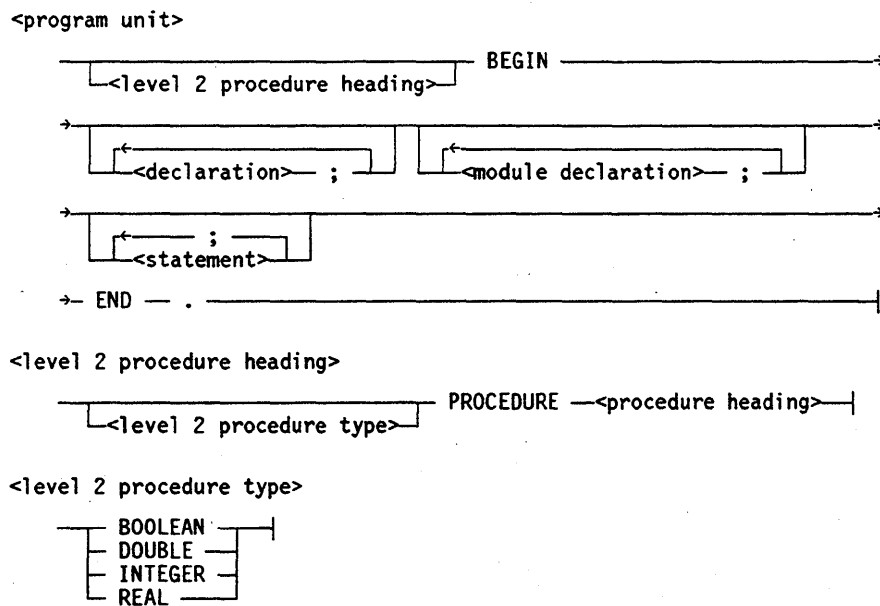 <program unit>
BEGIN
<level 2 procedure heading>
<declaration> ; <module declaration> ;
;
<statement>
END .
<level 2 procedure heading>
PROCEDURE <procedure heading>
<level 2 procedure type>
<level 2 procedure type>
BOOLEAN
DOUBLE
INTEGER
REAL